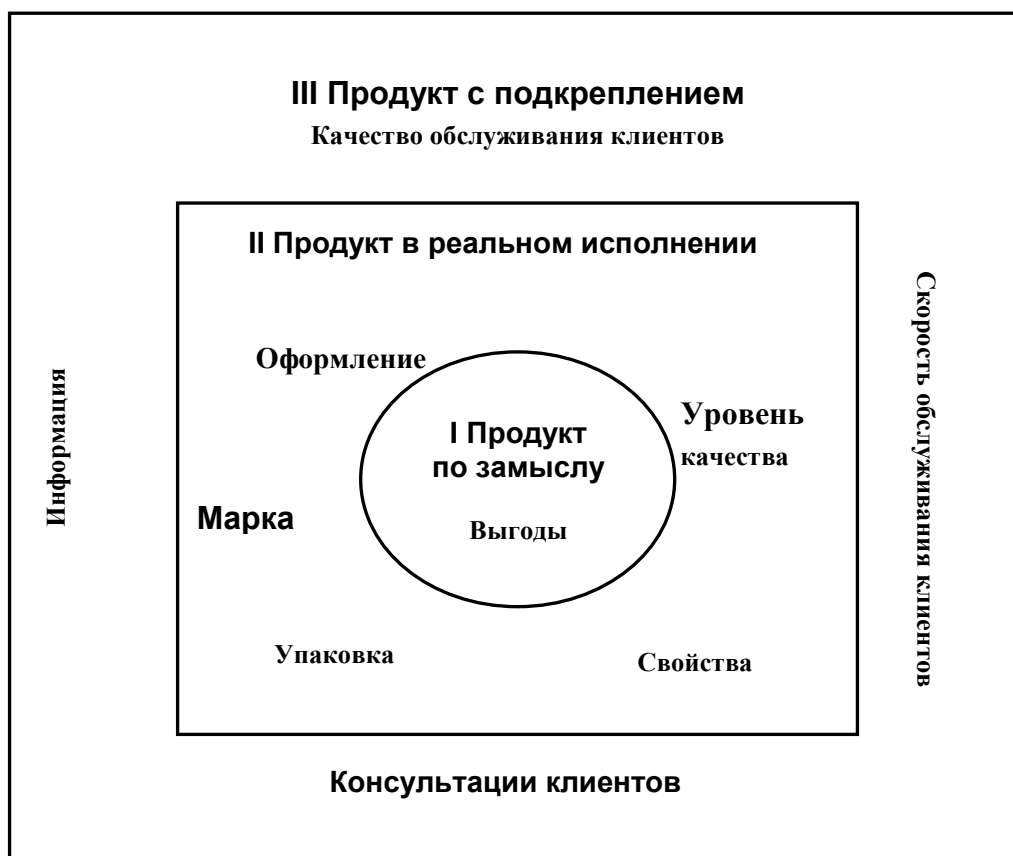 III Продукт с подкреплением
Качество обслуживания клиентов
II Продукт в реальном исполнении
Оформление
Уровень
качества
I Продукт
по замыслу
Выгоды
Марка
Упаковка
Свойства
Информация
Скорость обслуживания клиентов
Консультации клиентов